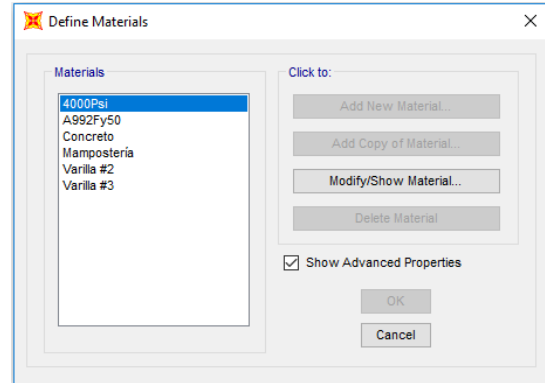 Define Materials
Materials
4000Psi
A992Fy50
Concreto
Mampostería
Varilla #2
Varilla #3
Click to:
Add New Material...
Add Copy of Material...
Modify/Show Material...
Delete Material
Show Advanced Properties
OK
Cancel